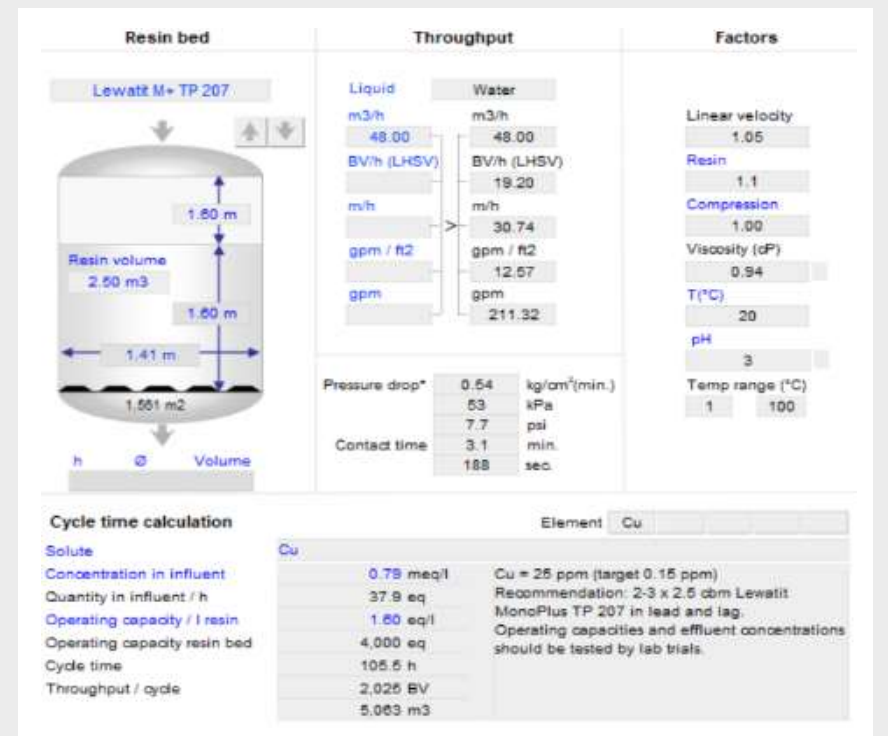 Resin bed
Lewatit M+ TP 207
1.60 m
Resin volume
2.50 m3
1.60 m
1.41 m
1.561 m2
h Ø Volume
Throughput
Liquid Water
m3/h m3/h
48.00 48.00
BV/h (LHSV) BV/h (LHSV)
19.20
m/h m/h
> 30.74
gpm / ft2 gpm / ft2
12.57
gpm gpm
211.32
Pressure drop* 0.54 kg/cm²(min.)
53 kPa
7.7 psi
Contact time 3.1 min.
188 sec.
Factors
Linear velocity
1.05
Resin
1.1
Compression
1.00
Viscosity (cP)
0.94
T(°C)
20
pH
3
Temp range (°C)
1 100
Cycle time calculation
Element Cu
Solute Cu
Concentration in influent 0.79 meq/l
Quantity in influent / h 37.9 eq
Operating capacity / l resin 1.60 eq/l
Operating capacity resin bed 4,000 eq
Cycle time 105.5 h
Throughput / cycle 2,025 BV
5,063 m3
Cu = 25 ppm (target 0.15 ppm)
Recommendation: 2-3 x 2.5 cbm Lewatit
MonoPlus TP 207 in lead and lag.
Operating capacities and effluent concentrations
should be tested by lab trials.